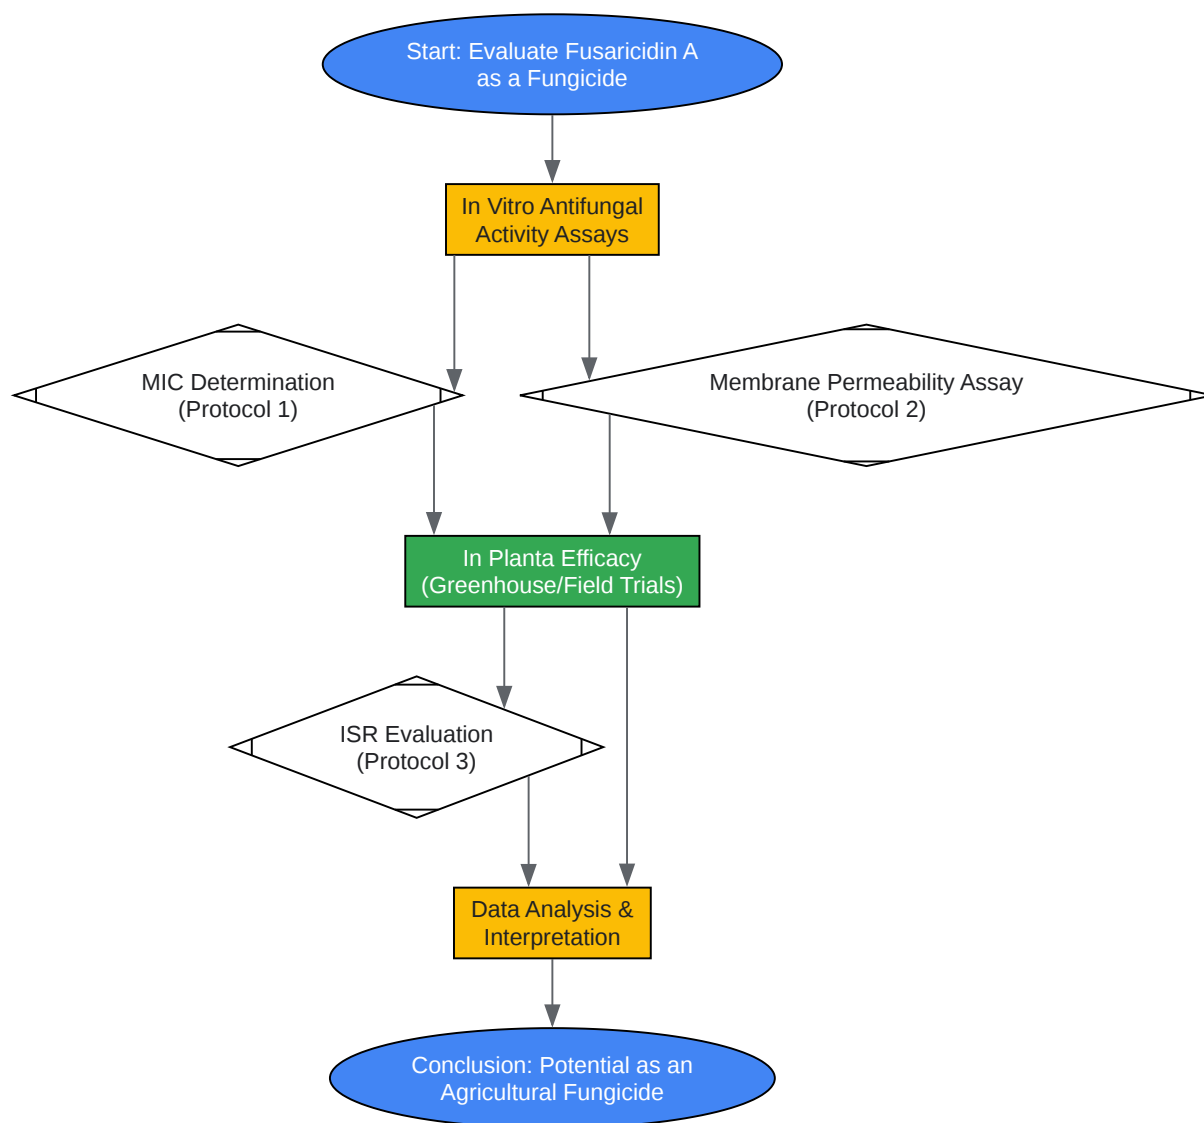 Start: Evaluate Fusaricidin A
as a Fungicide
In Vitro Antifungal
Activity Assays
MIC Determination
(Protocol 1)
Membrane Permeability Assay
(Protocol 2)
In Planta Efficacy
(Greenhouse/Field Trials)
ISR Evaluation
(Protocol 3)
Data Analysis &
Interpretation
Conclusion: Potential as an
Agricultural Fungicide